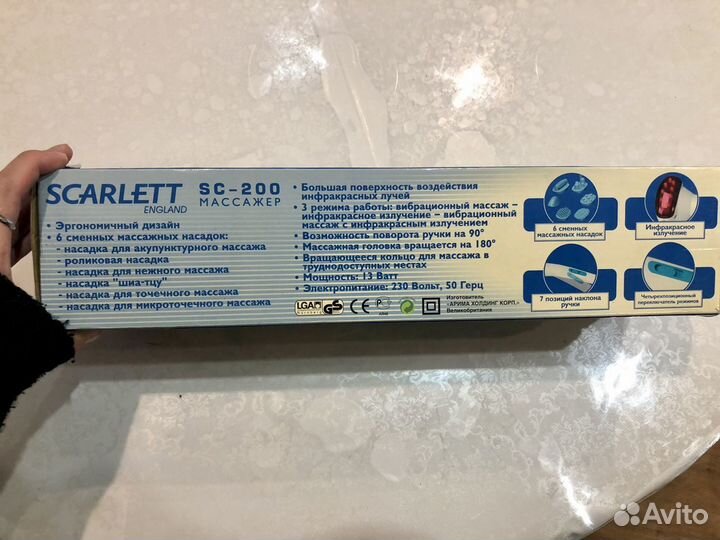 SCARLETT
ENGLAND
SC-200
МАССАЖЕР
• Эргономичный дизайн
• 6 сменных массажных насадок:
- насадка для акупунктурного массажа
- роликовая насадка
- насадка для нежного массажа
- насадка "шиа-тцу"
- насадка для точечного массажа
- насадка для микроточечного массажа
• Большая поверхность воздействия
инфракрасных лучей
• 3 режима работы: вибрационный массаж –
инфракрасное излучение – вибрационный
массаж с инфракрасным излучением
• Возможность поворота ручки на 90°
• Массажная головка вращается на 180°
• Вращающееся кольцо для массажа в
труднодоступных местах
• Мощность: 13 Ватт
• Электропитание: 230 Вольт, 50 Герц
LGA
CE
Изготовитель
«АРИМА ХОЛДИНГ КОРП.»
Великобритания
6 сменных
массажных насадок
Инфракрасное
излучение
7 позиций наклона
ручки
Четырехпозиционный
переключатель режимов
Avito